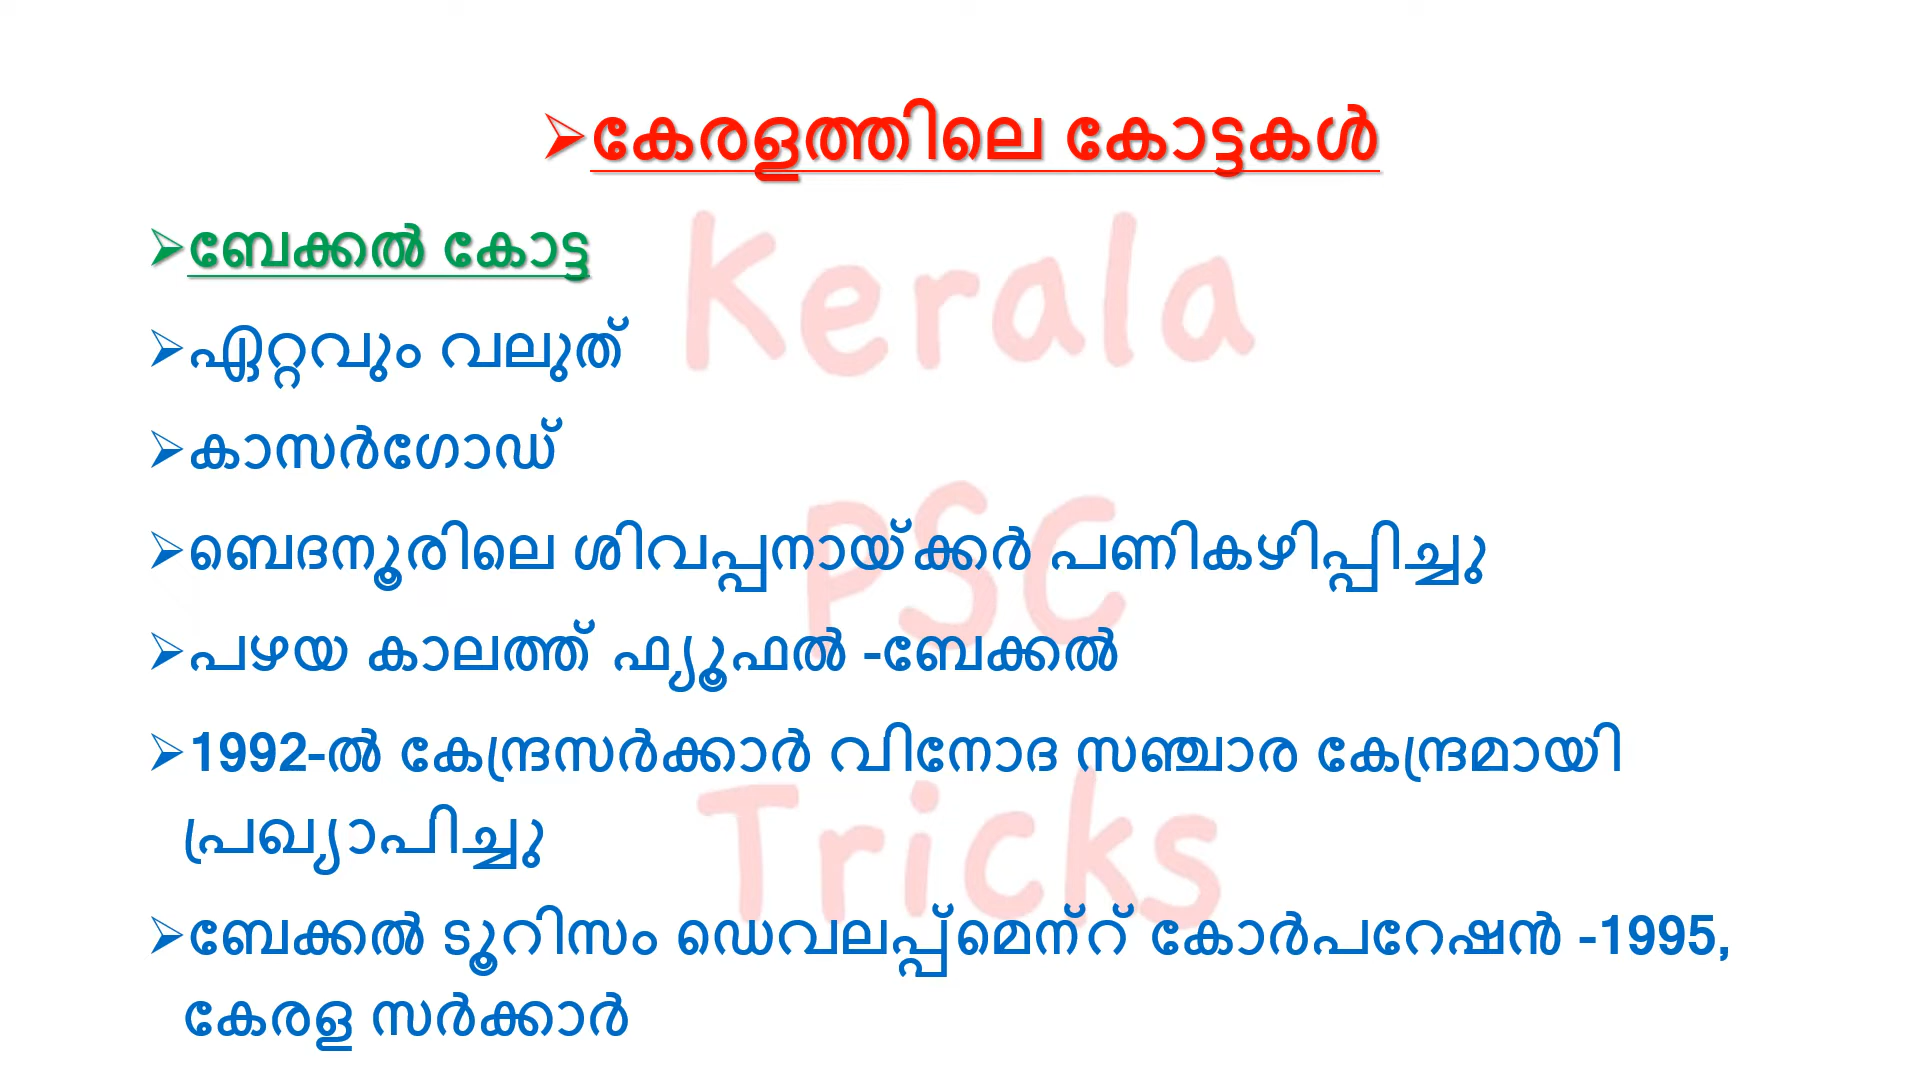 ➢കേരളത്തിലെ കോട്ടകൾ
➢ബേക്കൽ കോട്ട
➢ഏറ്റവും വലുത്
➢കാസർഗോഡ്
➢ബെദനൂരിലെ ശിവപ്പനായ്ക്കർ പണികഴിപ്പിച്ചു
➢പഴയ കാലത്ത് ഫ്യൂഫൽ -ബേക്കൽ
➢1992-ൽ കേന്ദ്രസർക്കാർ വിനോദ സഞ്ചാര കേന്ദ്രമായി
പ്രഖ്യാപിച്ചു
➢ബേക്കൽ ടൂറിസം ഡെവലപ്പ്മെന്റ് കോർപറേഷൻ -1995,
കേരള സർക്കാർ
Kerala
PSC
Tricks